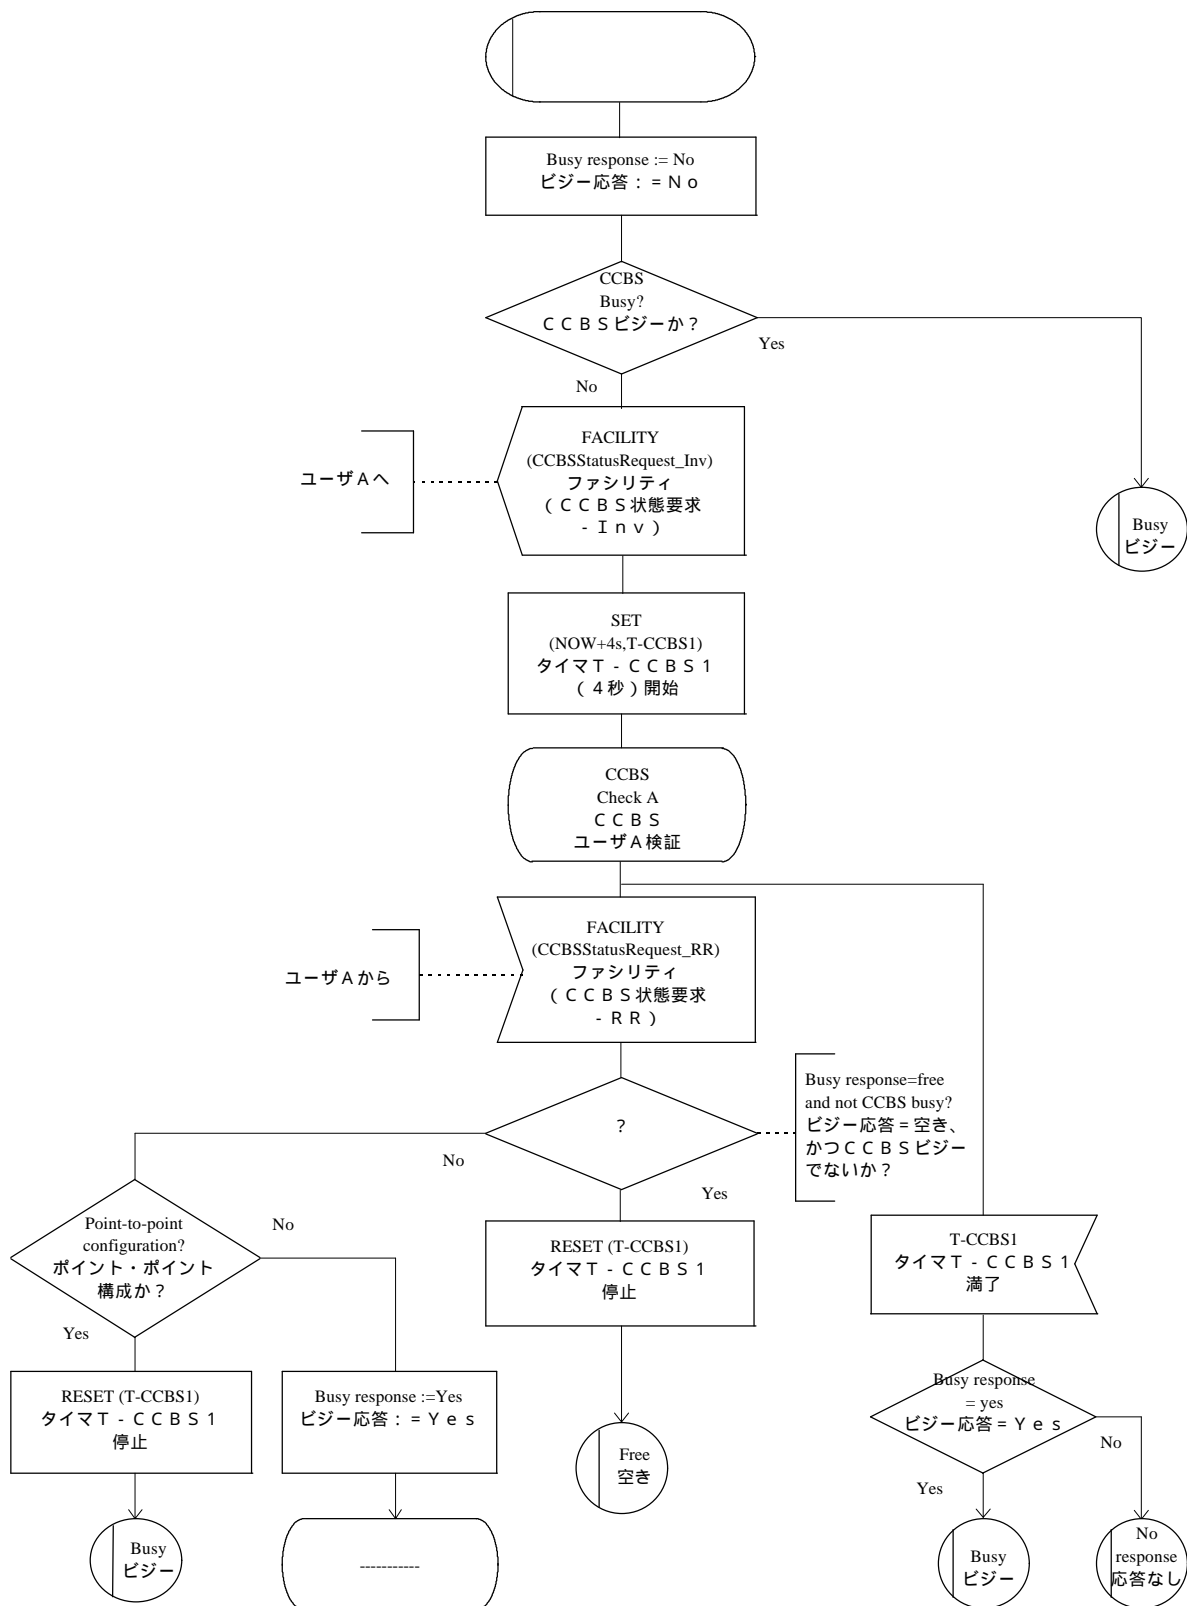 Busy response := No
ビジー応答：＝Ｎｏ
CCBS
Busy?
ＣＣＢＳビジーか？
Yes
No
FACILITY
(CCBSStatusRequest_Inv)
ファシリティ
（ＣＣＢＳ状態要求
－Ｉｎｖ）
ユーザＡへ
Busy
ビジー
SET
(NOW+4s,T-CCBS1)
タイマＴ－ＣＣＢＳ１
（４秒）開始
CCBS
Check A
ＣＣＢＳ
ユーザＡ検証
FACILITY
(CCBSStatusRequest_RR)
ファシリティ
（ＣＣＢＳ状態要求
－ＲＲ）
ユーザＡから
？
Busy response=free
and not CCBS busy?
ビジー応答＝空き、
かつＣＣＢＳビジー
でないか？
No
Yes
Point-to-point
configuration?
ポイント・ポイント
構成か？
No
Yes
RESET (T-CCBS1)
タイマＴ－ＣＣＢＳ１
停止
T-CCBS1
タイマＴ－ＣＣＢＳ１
満了
RESET (T-CCBS1)
タイマＴ－ＣＣＢＳ１
停止
Busy response :=Yes
ビジー応答：＝Ｙｅｓ
Busy response
= yes
ビジー応答＝Ｙｅｓ
No
Yes
Free
空き
Busy
ビジー
-----------
Busy
ビジー
No
response
応答なし